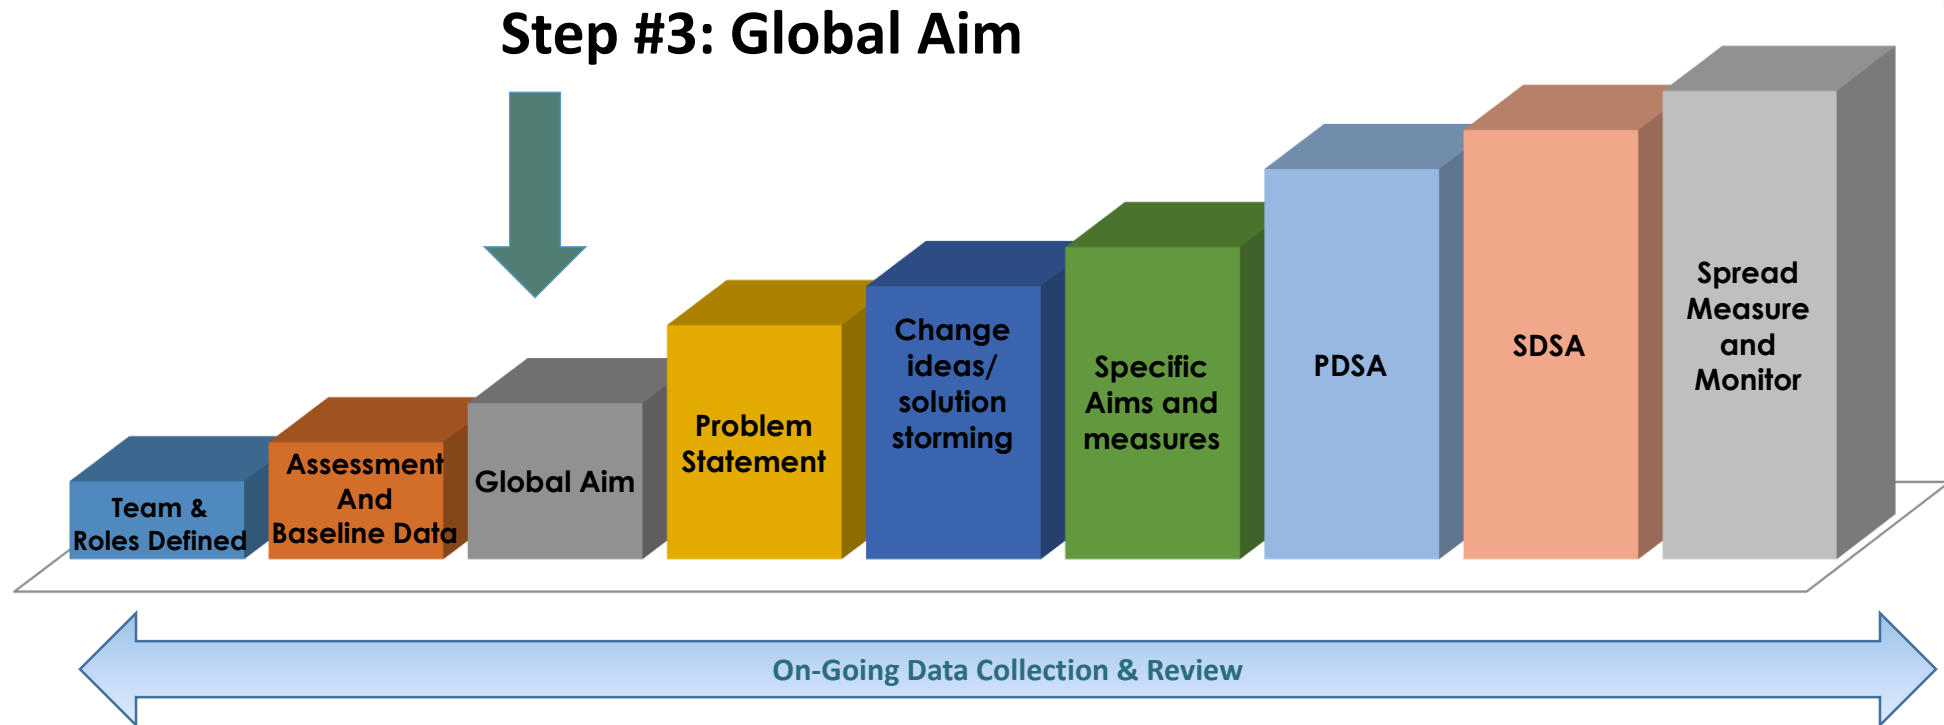 Step #3: Global Aim
Team &
Roles Defined
Assessment
And
Baseline Data
Global Aim
Problem
Statement
Change
ideas/
solution
storming
Specific
Aims and
measures
PDSA
SDSA
Spread
Measure
and
Monitor
On-Going Data Collection & Review